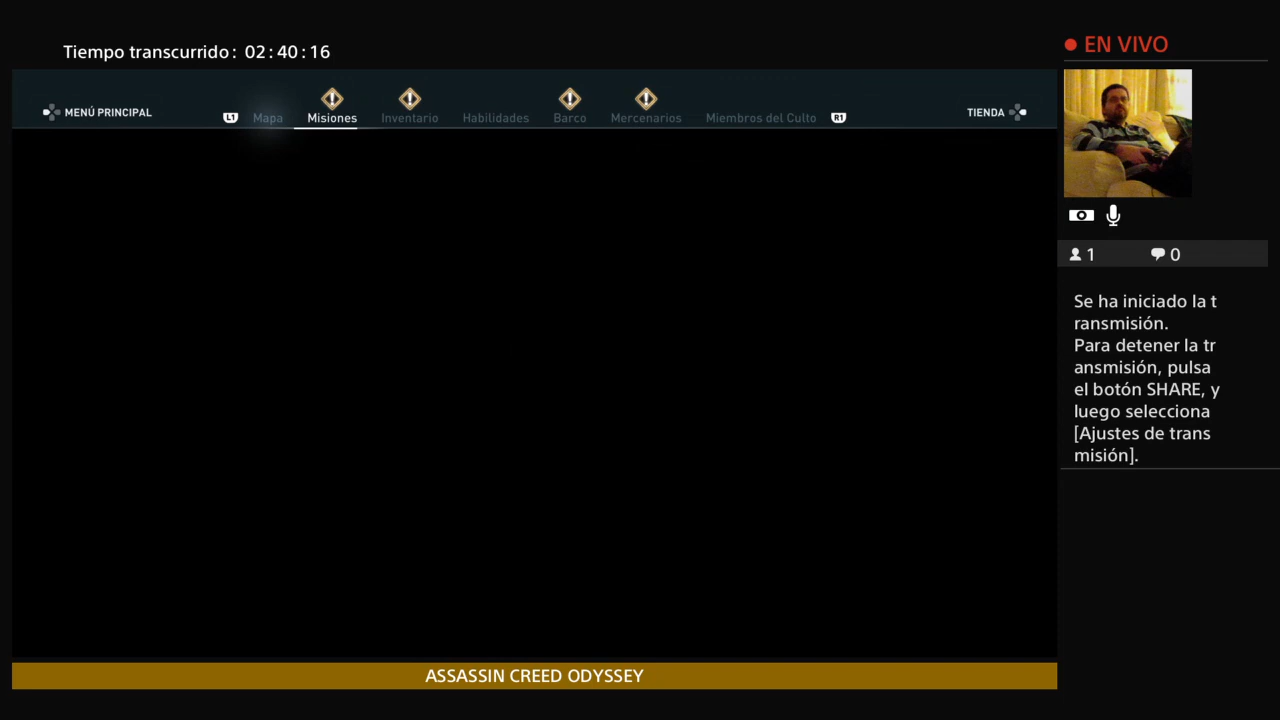 Tiempo transcurrido: 02:40:16
EN VIVO
MENÚ PRINCIPAL
L1 Mapa Misiones Inventario Habilidades Barco Mercenarios Miembros del Culto R1
TIENDA
1 0
Se ha iniciado la t
ransmisión.
Para detener la tr
ansmisión, pulsa
el botón SHARE, y
luego selecciona
[Ajustes de trans
misión].
ASSASSIN CREED ODYSSEY